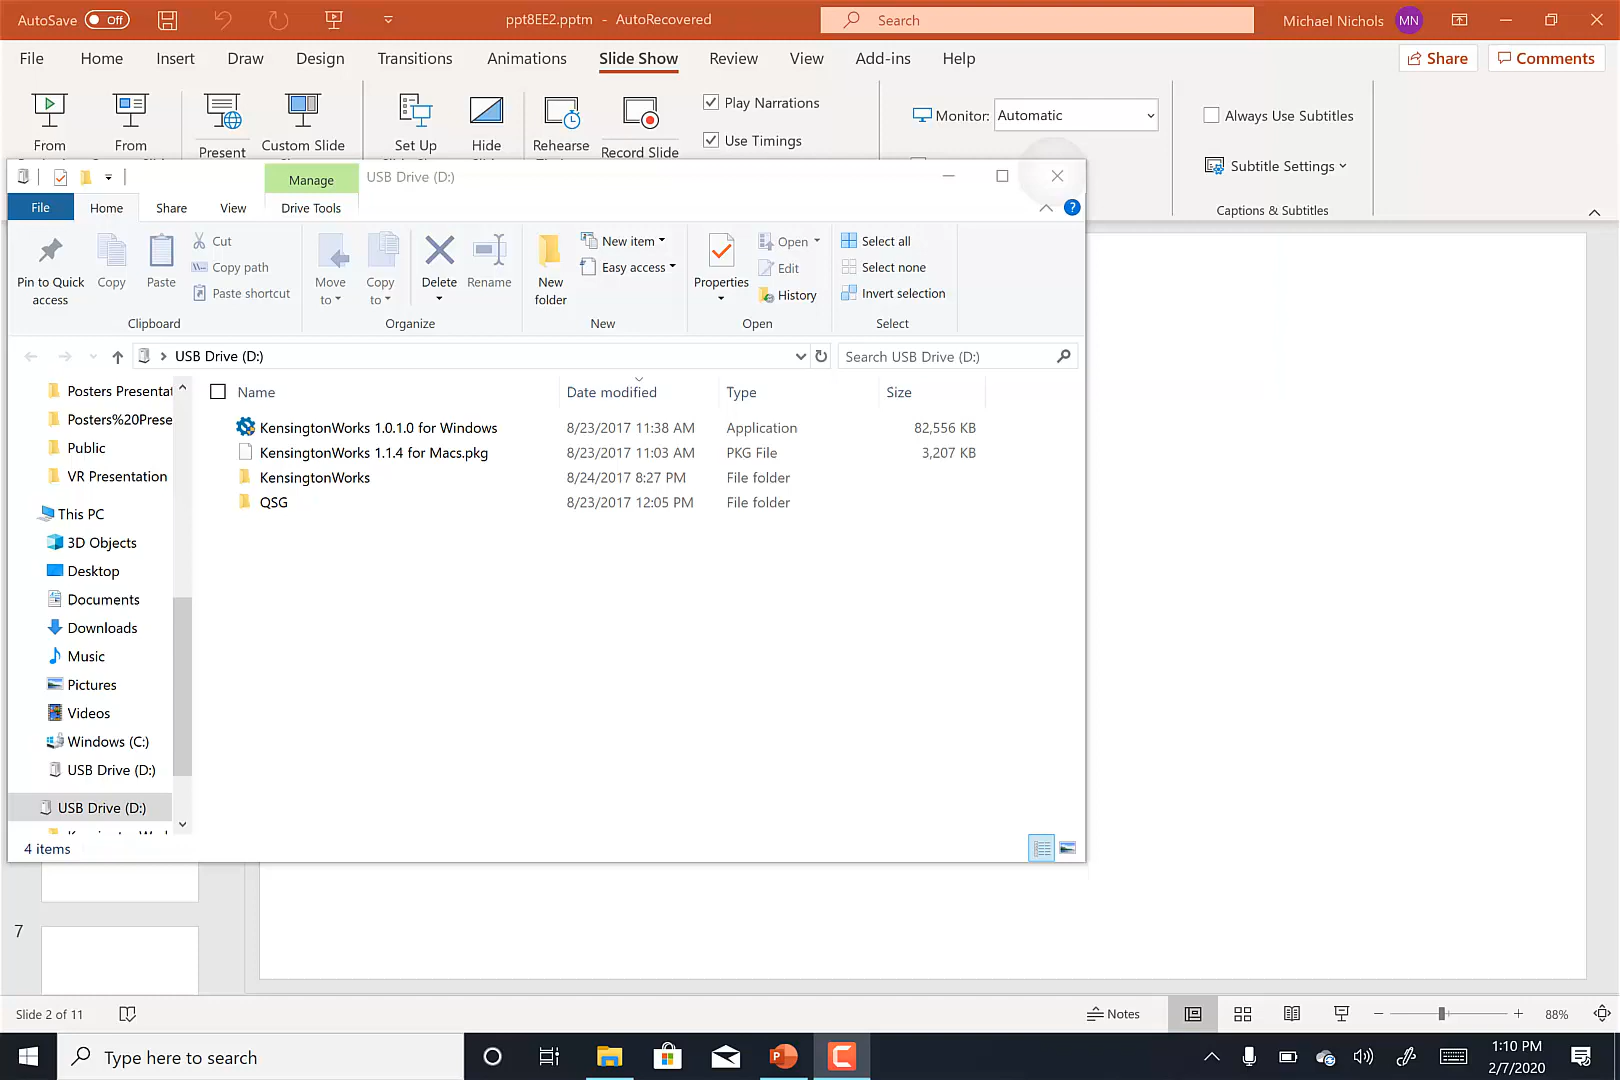 AutoSave Off ppt8EE2.pptm - AutoRecovered Search Michael Nichols MN
File Home Insert Draw Design Transitions Animations Slide Show Review View Add-ins Help Share Comments
From From Present Custom Slide Set Up Hide Rehearse Record Slide
Play Narrations
Use Timings
Monitor: Automatic
Always Use Subtitles
Subtitle Settings
Captions & Subtitles
Manage USB Drive (D:)
File Home Share View Drive Tools
Pin to Quick
access
Copy
Paste
Cut
Copy path
Paste shortcut
Clipboard
Move
to
Copy
to
Delete
Rename
Organize
New
folder
New item
Easy access
New
Properties
Open
Edit
History
Open
Select all
Select none
Invert selection
Select
USB Drive (D:) Search USB Drive (D:)
Name Date modified Type Size
KensingtonWorks 1.0.1.0 for Windows 8/23/2017 11:38 AM Application 82,556 KB
KensingtonWorks 1.1.4 for Macs.pkg 8/23/2017 11:03 AM PKG File 3,207 KB
KensingtonWorks 8/24/2017 8:27 PM File folder
QSG 8/23/2017 12:05 PM File folder
Posters Presentat
Posters%20Prese
Public
VR Presentation
This PC
3D Objects
Desktop
Documents
Downloads
Music
Pictures
Videos
Windows (C:)
USB Drive (D:)
USB Drive (D:)
4 items
7
Slide 2 of 11 Notes 88%
Type here to search
1:10 PM
2/7/2020